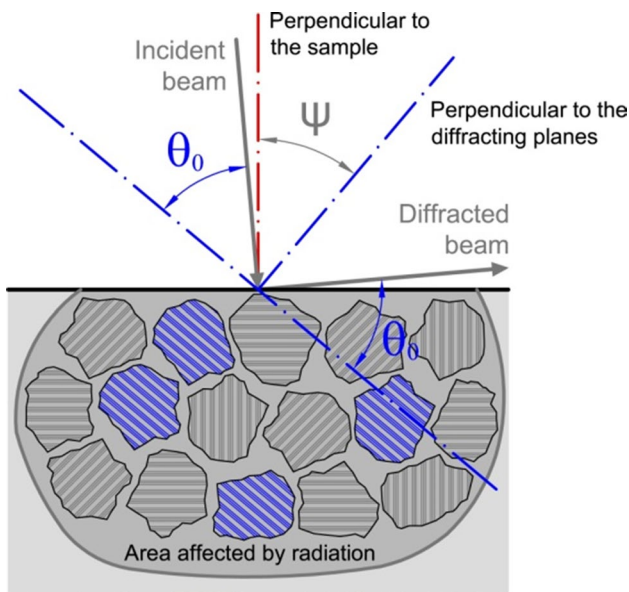 Perpendicular to
the sample
Incident
beam
Ψ
Perpendicular to the
diffracting planes
θ₀
Diffracted
beam
θ₀
Area affected by radiation